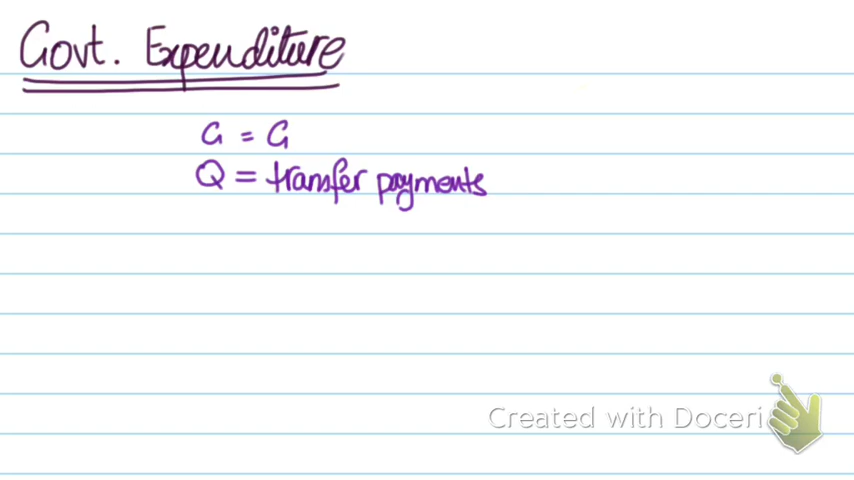 Govt. Expenditure
G = G
Q = transfer payments
Created with Doceri